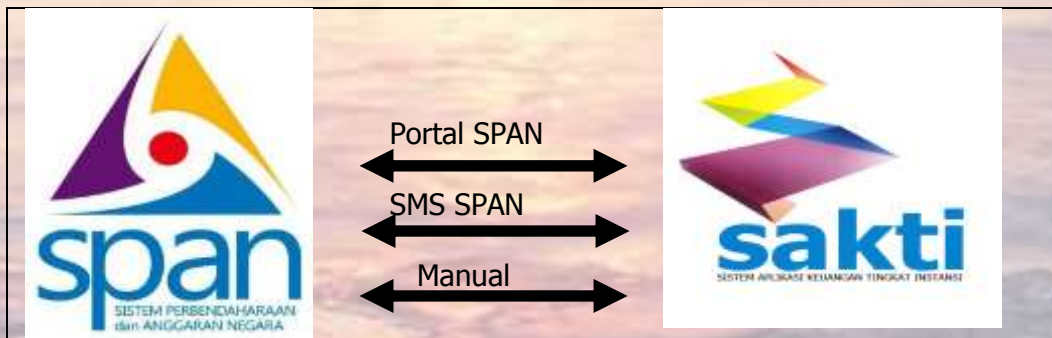 Portal SPAN
SMS SPAN
Manual
span
SISTEM PERBENDAHARAAN
dan ANGGARAN NEGARA
sakti
SISTEM APLIKASI KEUANGAN TINGKAT INSTANSI